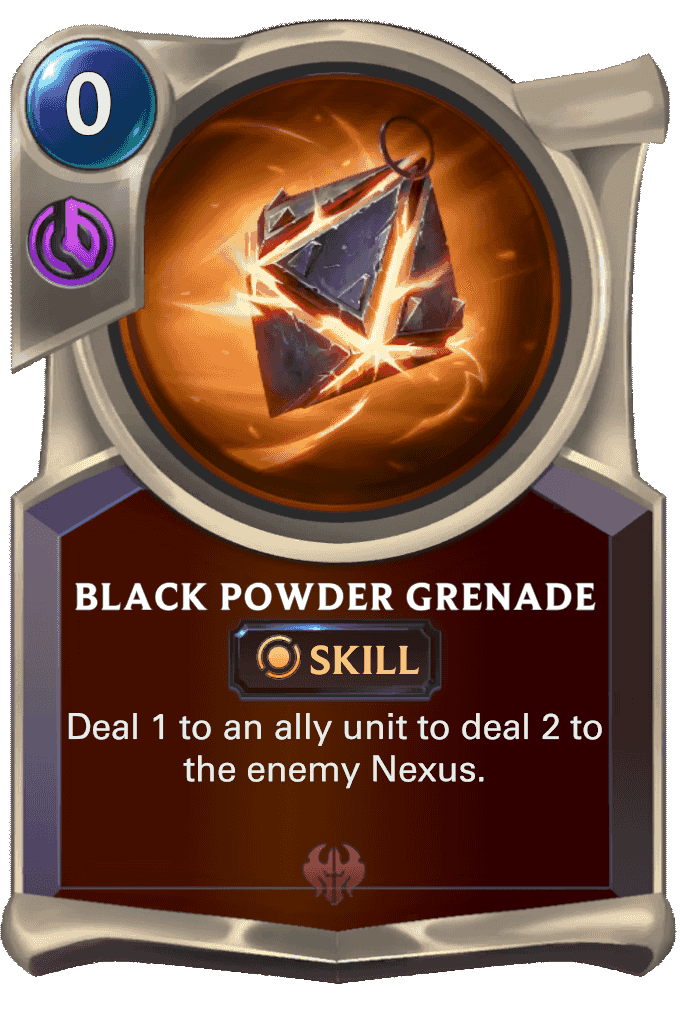 0
BLACK POWDER GRENADE
SKILL
Deal 1 to an ally unit to deal 2 to
the enemy Nexus.